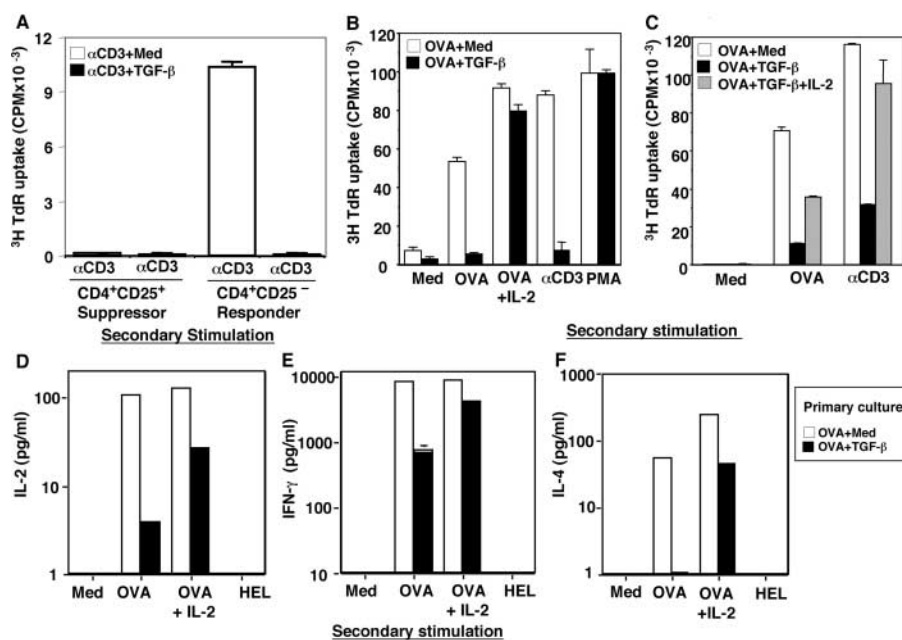 A
³H TdR uptake (CPMx10 ⁻³)
12
9
6
3
0
αCD3+Med
αCD3+TGF-β
αCD3 αCD3 αCD3 αCD3
CD4⁺CD25⁺ CD4⁺CD25⁻
Suppressor Responder
Secondary Stimulation
B
3H TdR uptake (CPMx10 ⁻³)
120
100
80
60
40
20
0
OVA+Med
OVA+TGF-β
Med OVA OVA αCD3 PMA
+IL-2
C
³H TdR uptake (CPMx10 ⁻³)
120
100
80
60
40
20
0
OVA+Med
OVA+TGF-β
OVA+TGF-β+IL-2
Med OVA αCD3
Secondary stimulation
D
IL-2 (pg/ml)
100
10
1
Med OVA OVA HEL
+ IL-2
E
IFN-γ (pg/ml)
10000
1000
100
10
Med OVA OVA HEL
+ IL-2
Secondary stimulation
F
IL-4 (pg/ml)
1000
100
10
1
Med OVA OVA HEL
+IL-2
Primary culture
OVA+Med
OVA+TGF-β